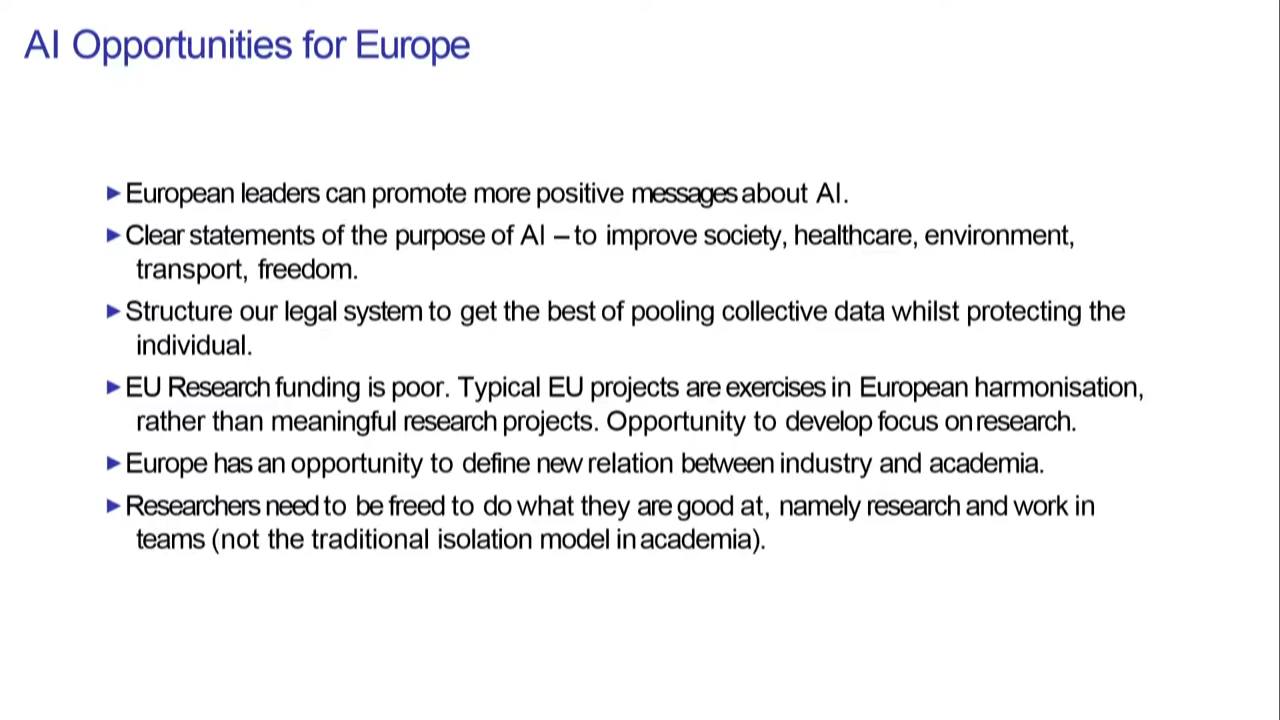 AI Opportunities for Europe
►European leaders can promote more positive messages about AI.
►Clear statements of the purpose of AI – to improve society, healthcare, environment,
transport, freedom.
►Structure our legal system to get the best of pooling collective data whilst protecting the
individual.
►EU Research funding is poor. Typical EU projects are exercises in European harmonisation,
rather than meaningful research projects. Opportunity to develop focus on research.
►Europe has an opportunity to define new relation between industry and academia.
►Researchers need to be freed to do what they are good at, namely research and work in
teams (not the traditional isolation model in academia).